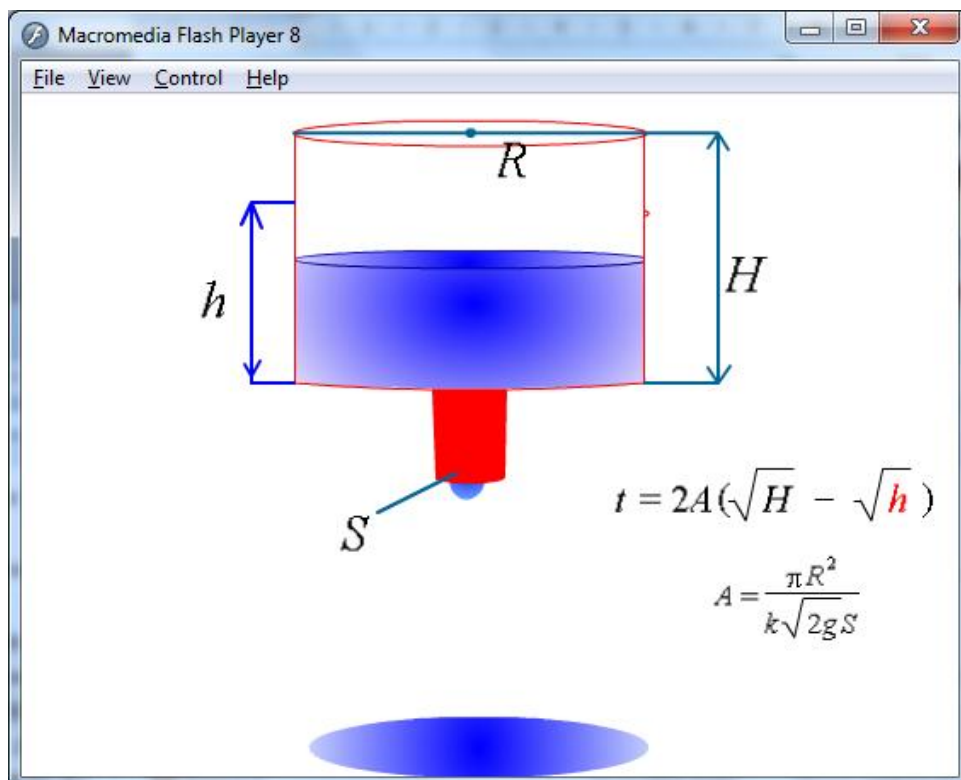 Macromedia Flash Player 8
File View Control Help
R
h
H
S
t = 2A(√H − √h)
A = πR² / k√2gS